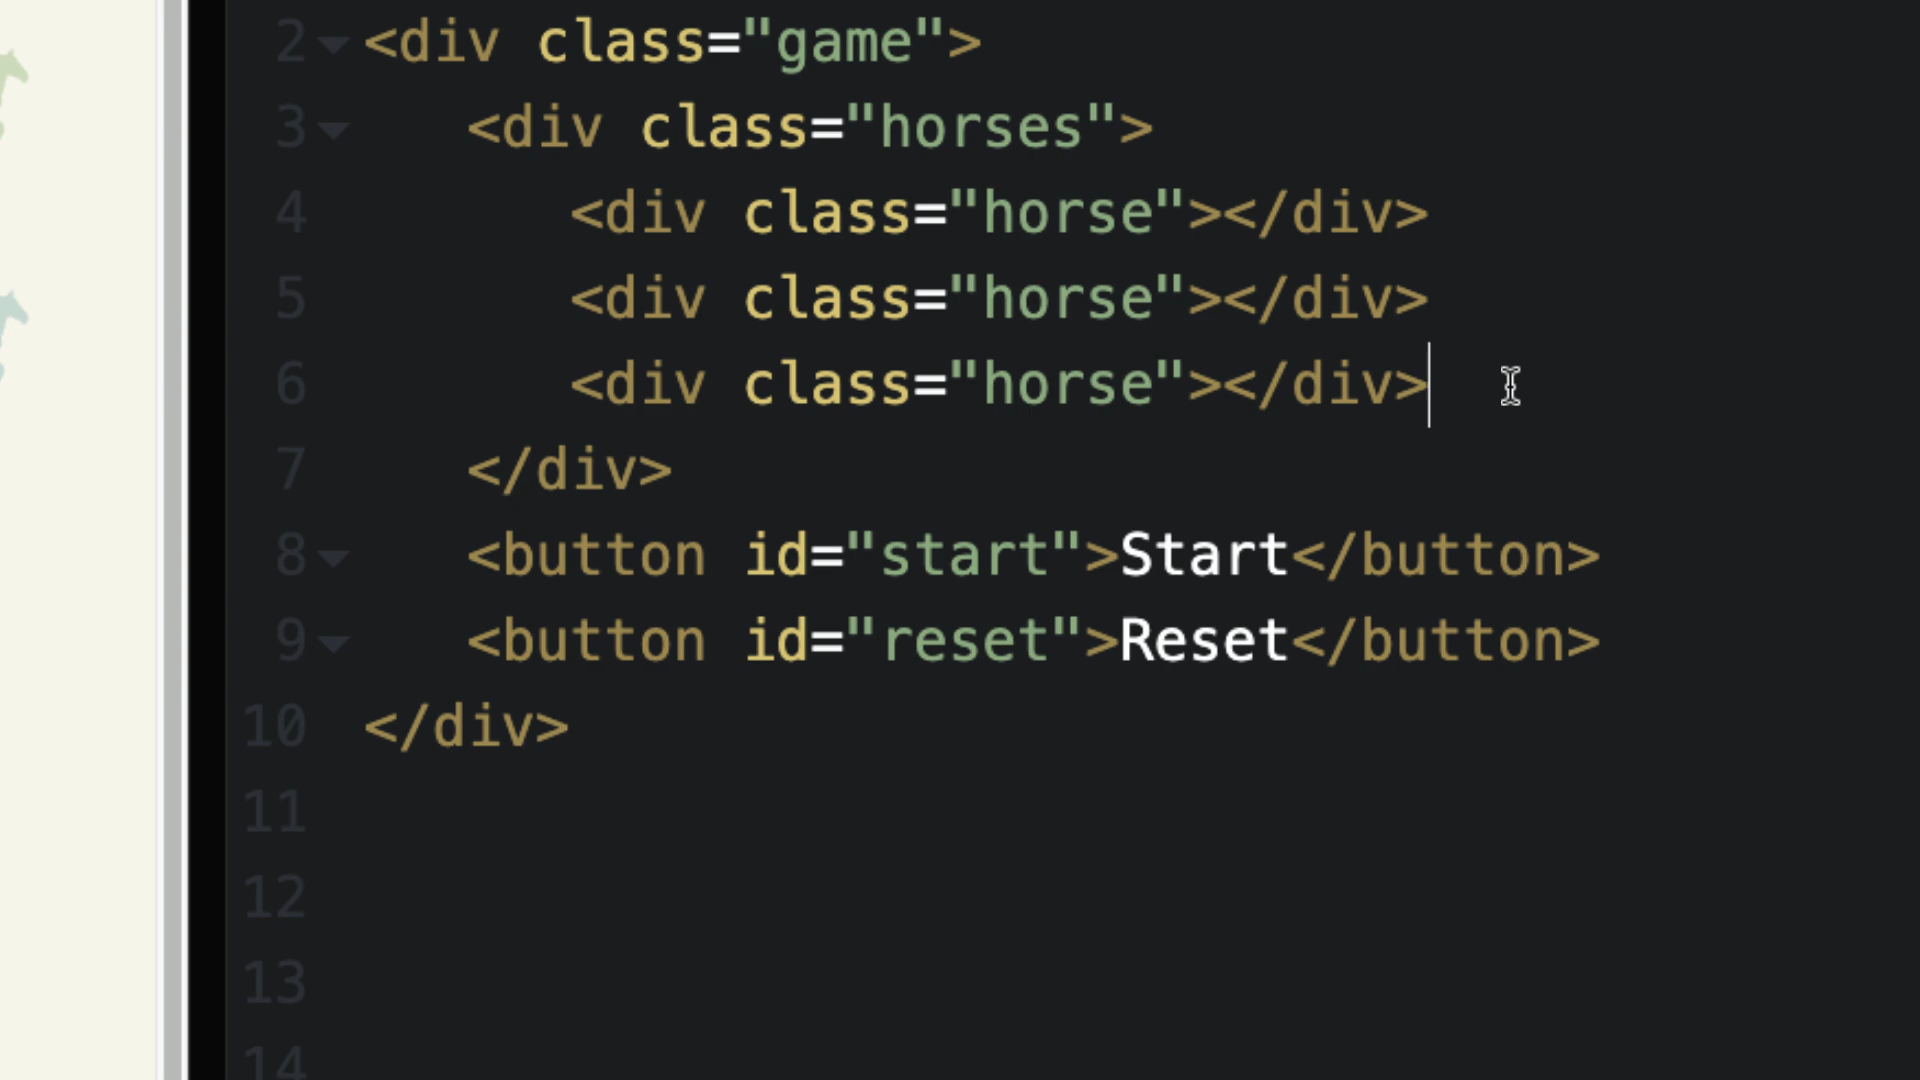 2 <div class="game">
3 <div class="horses">
4 <div class="horse"></div>
5 <div class="horse"></div>
6 <div class="horse"></div>
7 </div>
8 <button id="start">Start</button>
9 <button id="reset">Reset</button>
10 </div>
11
12
13
14